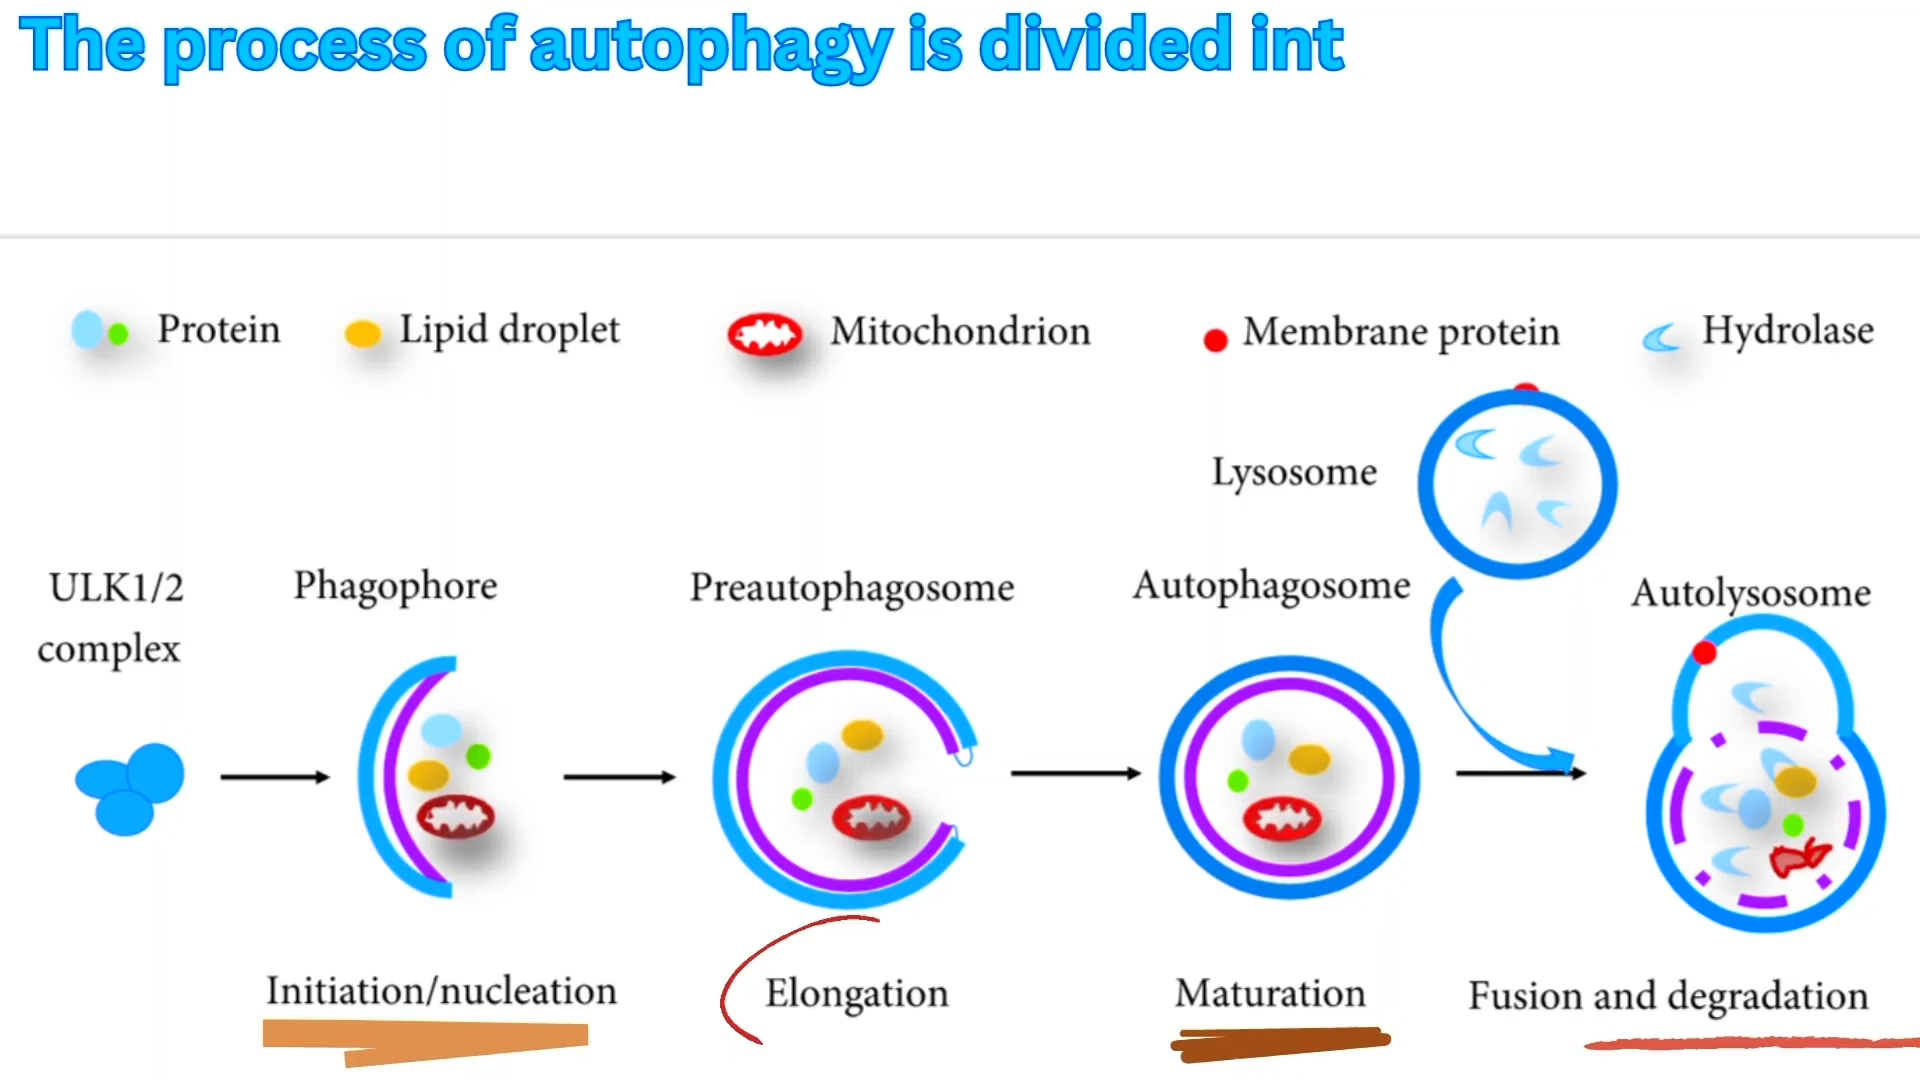 The process of autophagy is divided int
Protein
Lipid droplet
Mitochondrion
Membrane protein
Hydrolase
Lysosome
ULK1/2
complex
Phagophore
Preautophagosome
Autophagosome
Autolysosome
Initiation/nucleation
Elongation
Maturation
Fusion and degradation